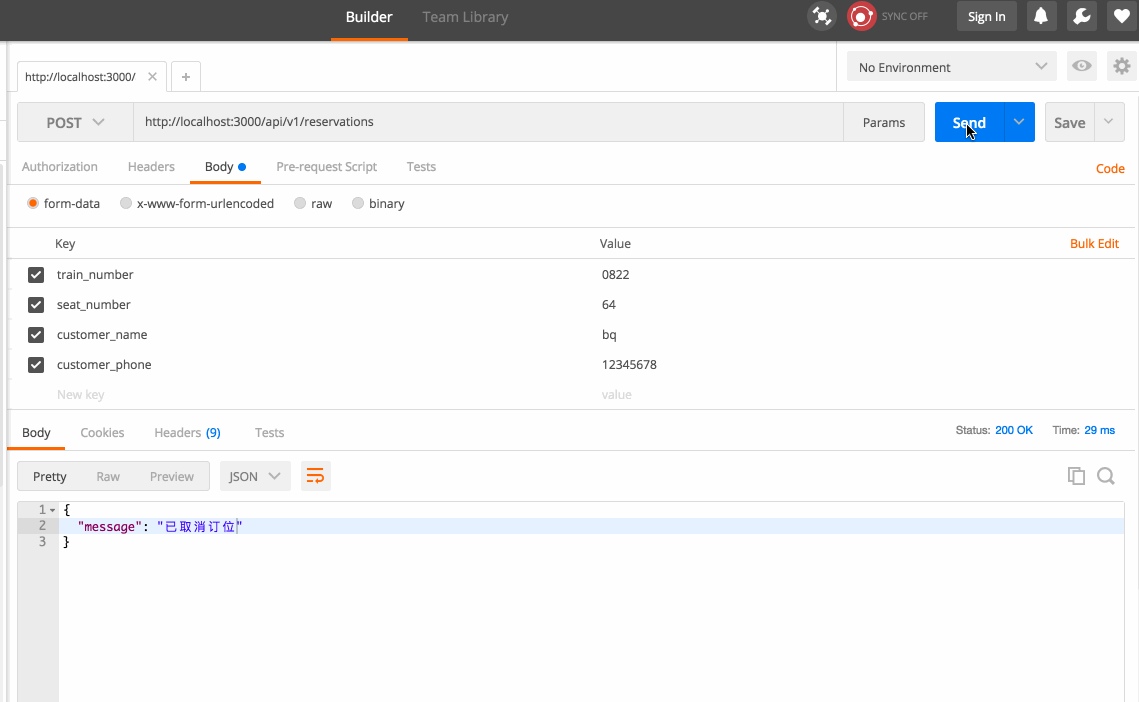 Builder Team Library SYNC OFF Sign In
http://localhost:3000/ No Environment
POST http://localhost:3000/api/v1/reservations Params Send Save
Authorization Headers Body Pre-request Script Tests Code
form-data x-www-form-urlencoded raw binary
Key Value Bulk Edit
train_number 0822
seat_number 64
customer_name bq
customer_phone 12345678
New key value
Body Cookies Headers (9) Tests Status: 200 OK Time: 29 ms
Pretty Raw Preview JSON
1 {
2 "message": "已取消订位"
3 }